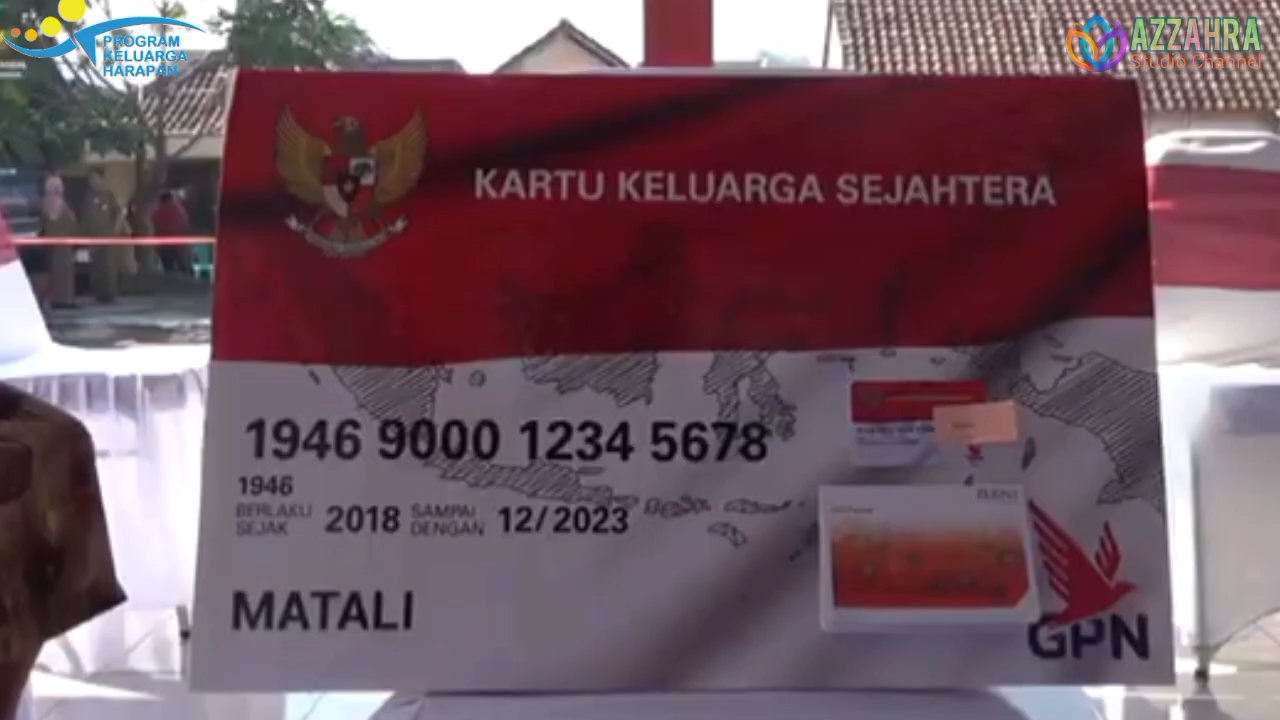 PROGRAM
KELUARGA
HARAPAN
AZZAHRA
Studio Channel
KARTU KELUARGA SEJAHTERA
1946 9000 1234 5678
1946
BERLAKU SEJAK 2018 SAMPAI DENGAN 12/2023
MATALI
BNI
GPN